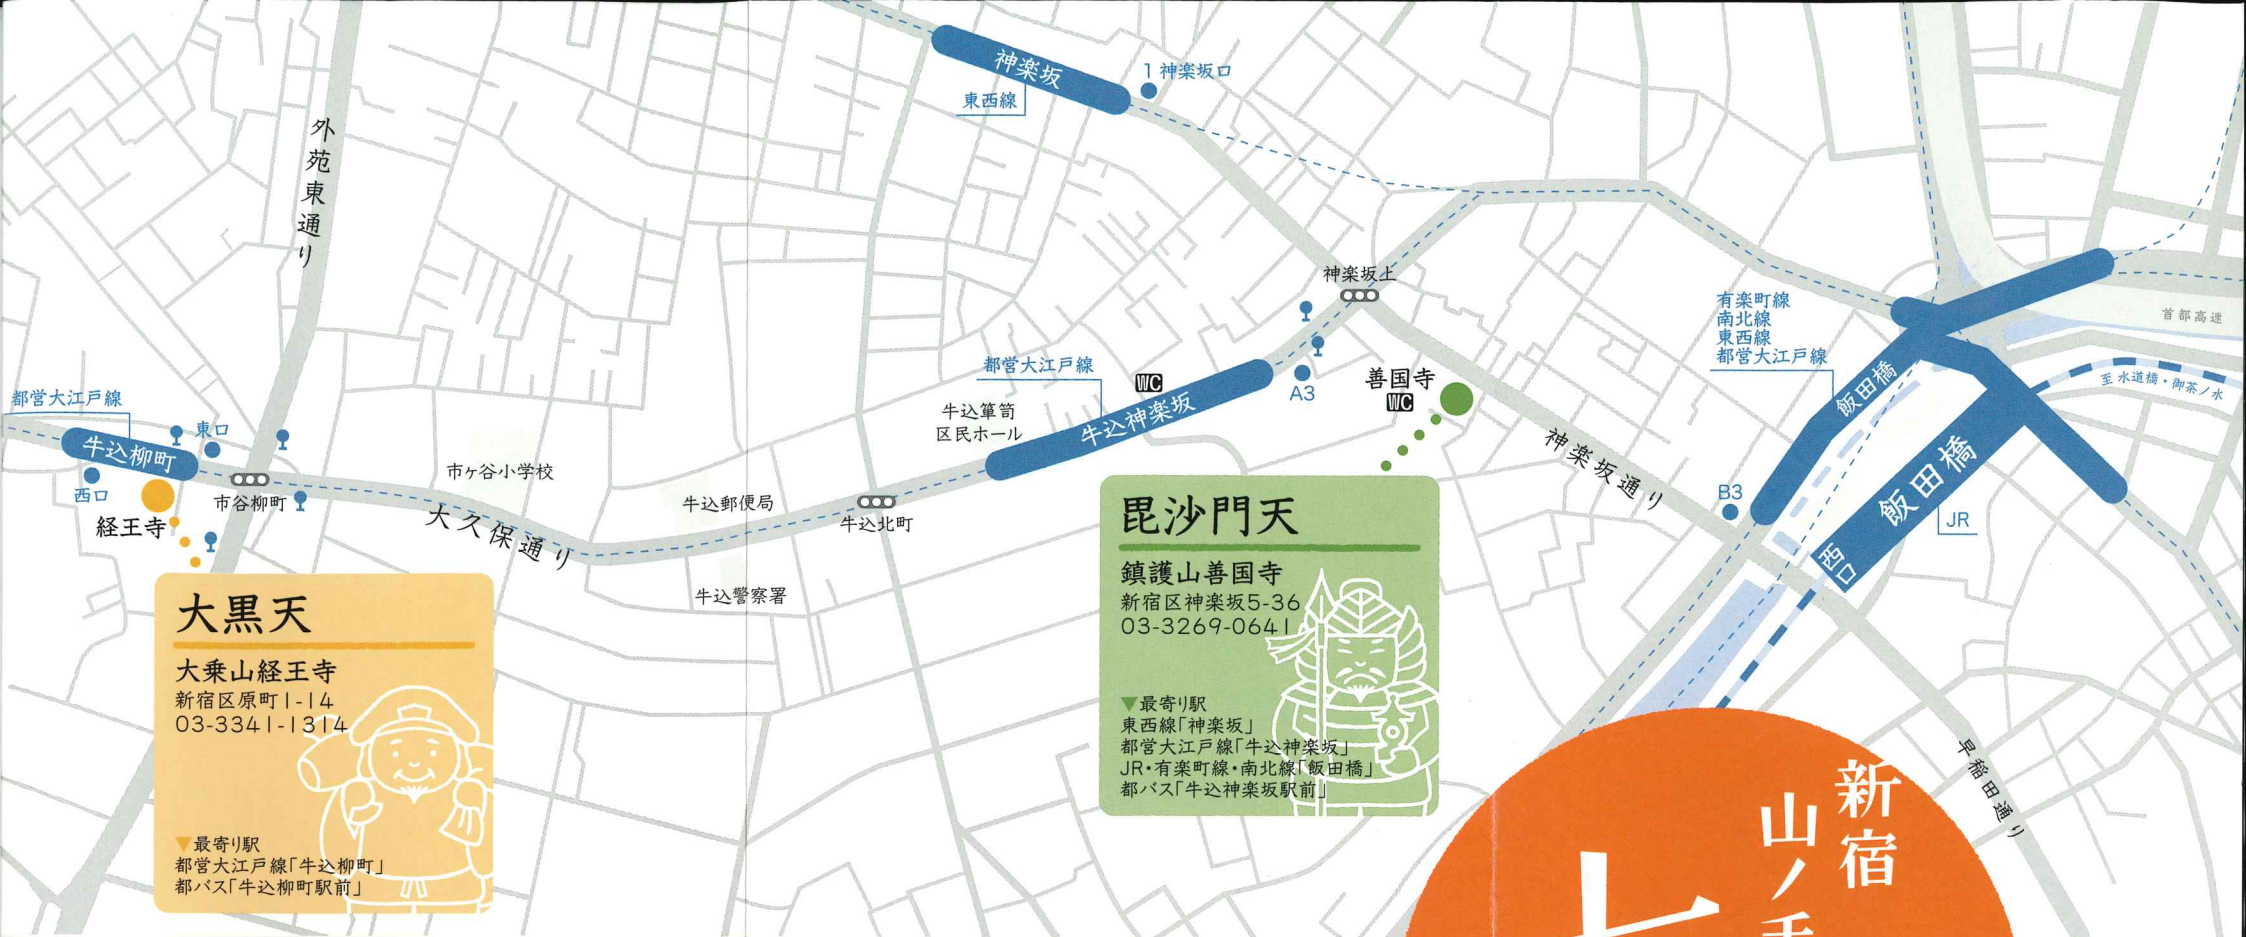 神楽坂
東西線
1 神楽坂口
外苑東通り
神楽坂上
有楽町線
南北線
東西線
都営大江戸線
首都高速
飯田橋
至 水道橋・御茶ノ水
都営大江戸線
牛込神楽坂
WC
A3
善国寺
WC
牛込簞笥
区民ホール
都営大江戸線
牛込柳町
東口
西口
経王寺
市谷柳町
市ヶ谷小学校
大久保通り
牛込郵便局
牛込北町
牛込警察署
神楽坂通り
B3
飯田橋
西口
JR
早稲田通り
大黒天
大乗山経王寺
新宿区原町1-14
03-3341-1314
▼最寄り駅
都営大江戸線「牛込柳町」
都バス「牛込柳町駅前」
毘沙門天
鎮護山善国寺
新宿区神楽坂5-36
03-3269-0641
▼最寄り駅
東西線「神楽坂」
都営大江戸線「牛込神楽坂」
JR・有楽町線・南北線「飯田橋」
都バス「牛込神楽坂駅前」
新宿
山ノ手
七